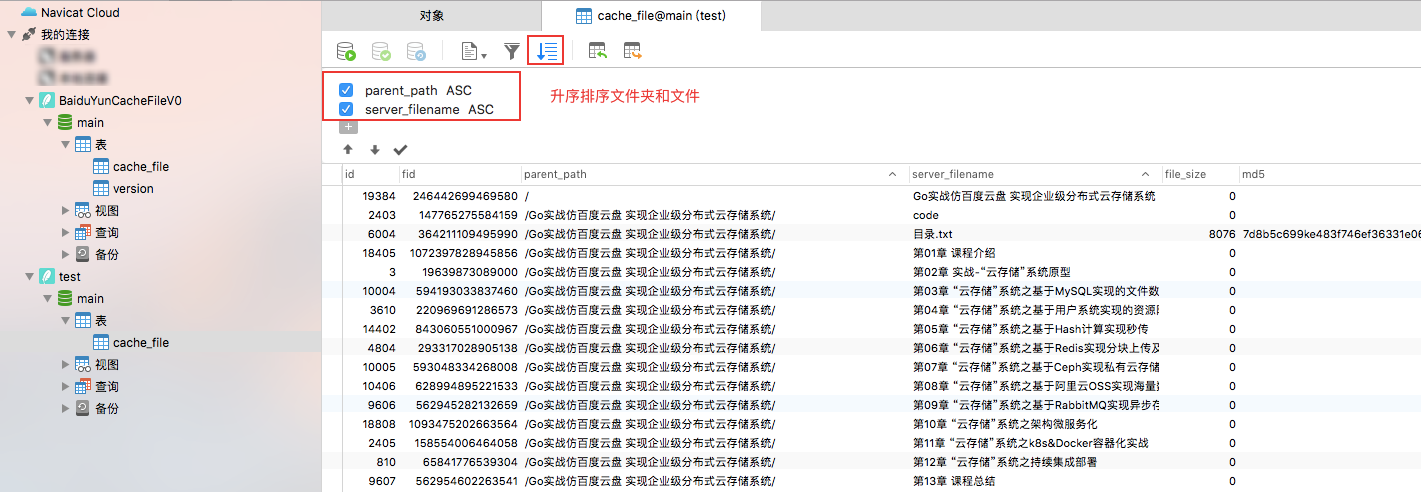 Navicat Cloud
我的连接
BaiduYunCacheFileV0
main
表
cache_file
version
视图
查询
备份
test
main
表
cache_file
视图
查询
备份
对象
cache_file@main (test)
parent_path ASC
server_filename ASC
升序排序文件夹和文件
id fid parent_path server_filename file_size md5
19384 246442699469580 / Go实战仿百度云盘 实现企业级分布式云存储系统 0
2403 147765275584159 /Go实战仿百度云盘 实现企业级分布式云存储系统/ code 0
6004 364211109495990 /Go实战仿百度云盘 实现企业级分布式云存储系统/ 目录.txt 8076 7d8b5c699ke483f746ef36331e06
18405 1072397828945856 /Go实战仿百度云盘 实现企业级分布式云存储系统/ 第01章 课程介绍 0
3 19639873089000 /Go实战仿百度云盘 实现企业级分布式云存储系统/ 第02章 实战-“云存储”系统原型 0
10004 594193033837460 /Go实战仿百度云盘 实现企业级分布式云存储系统/ 第03章 “云存储”系统之基于MySQL实现的文件数 0
3610 220969691286573 /Go实战仿百度云盘 实现企业级分布式云存储系统/ 第04章 “云存储”系统之基于用户系统实现的资源 0
14402 843060551000967 /Go实战仿百度云盘 实现企业级分布式云存储系统/ 第05章 “云存储”系统之基于Hash计算实现秒传 0
4804 293317028905138 /Go实战仿百度云盘 实现企业级分布式云存储系统/ 第06章 “云存储”系统之基于Redis实现分块上传及 0
10005 593048334268008 /Go实战仿百度云盘 实现企业级分布式云存储系统/ 第07章 “云存储”系统之基于Ceph实现私有云存储 0
10406 628994895221533 /Go实战仿百度云盘 实现企业级分布式云存储系统/ 第08章 “云存储”系统之基于阿里云OSS实现海量 0
9606 562945282132659 /Go实战仿百度云盘 实现企业级分布式云存储系统/ 第09章 “云存储”系统之基于RabbitMQ实现异步存 0
18808 1093475202663564 /Go实战仿百度云盘 实现企业级分布式云存储系统/ 第10章 “云存储”系统之架构微服务化 0
2405 158554006464058 /Go实战仿百度云盘 实现企业级分布式云存储系统/ 第11章 “云存储”系统之k8s&Docker容器化实战 0
810 65841776539304 /Go实战仿百度云盘 实现企业级分布式云存储系统/ 第12章 “云存储”系统之持续集成部署 0
9607 562954602263541 /Go实战仿百度云盘 实现企业级分布式云存储系统/ 第13章 课程总结 0